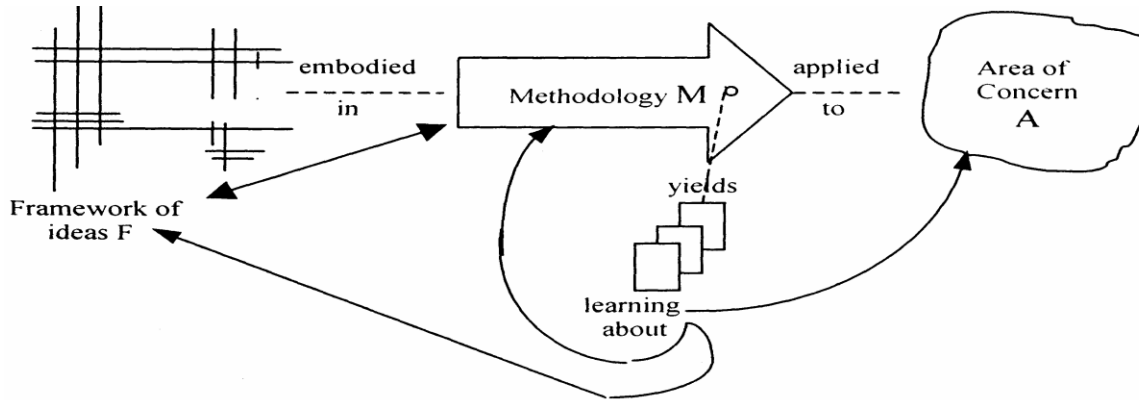 embodied
in
Methodology M
applied
to
Area of
Concern
A
yields
Framework of
ideas F
learning
about